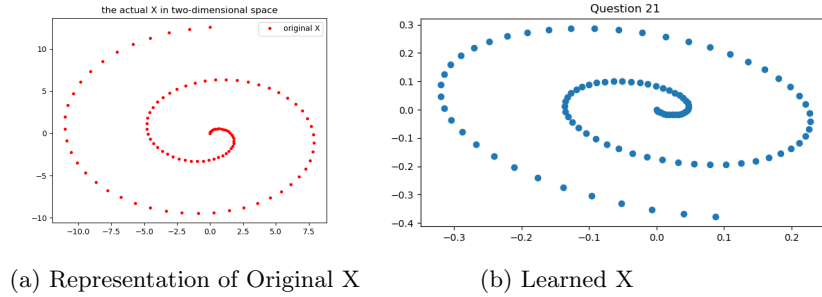 the actual X in two-dimensional space
original X
10
5
0
−5
−10
−10.0 −7.5 −5.0 −2.5 0.0 2.5 5.0 7.5
(a) Representation of Original X
Question 21
0.3
0.2
0.1
0.0
−0.1
−0.2
−0.3
−0.4
−0.3 −0.2 −0.1 0.0 0.1 0.2
(b) Learned X